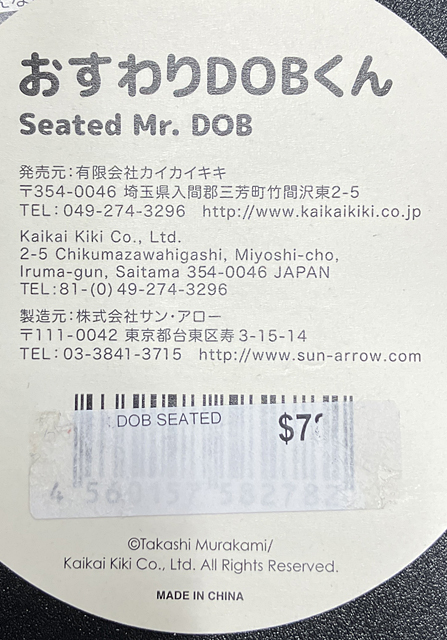 おすわりDOBくん
Seated Mr. DOB
発売元：有限会社カイカイキキ
〒354-0046 埼玉県入間郡三芳町竹間沢東2-5
TEL：049-274-3296 http://www.kaikaikiki.co.jp
Kaikai Kiki Co., Ltd.
2-5 Chikumazawahigashi, Miyoshi-cho,
Iruma-gun, Saitama 354-0046 JAPAN
TEL:81-(0)49-274-3296
製造元：株式会社サン・アロー
〒111-0042 東京都台東区寿3-15-14
TEL：03-3841-3715 http://www.sun-arrow.com
DOB SEATED
4 560157 582782
©Takashi Murakami/
Kaikai Kiki Co., Ltd. All Rights Reserved.
MADE IN CHINA